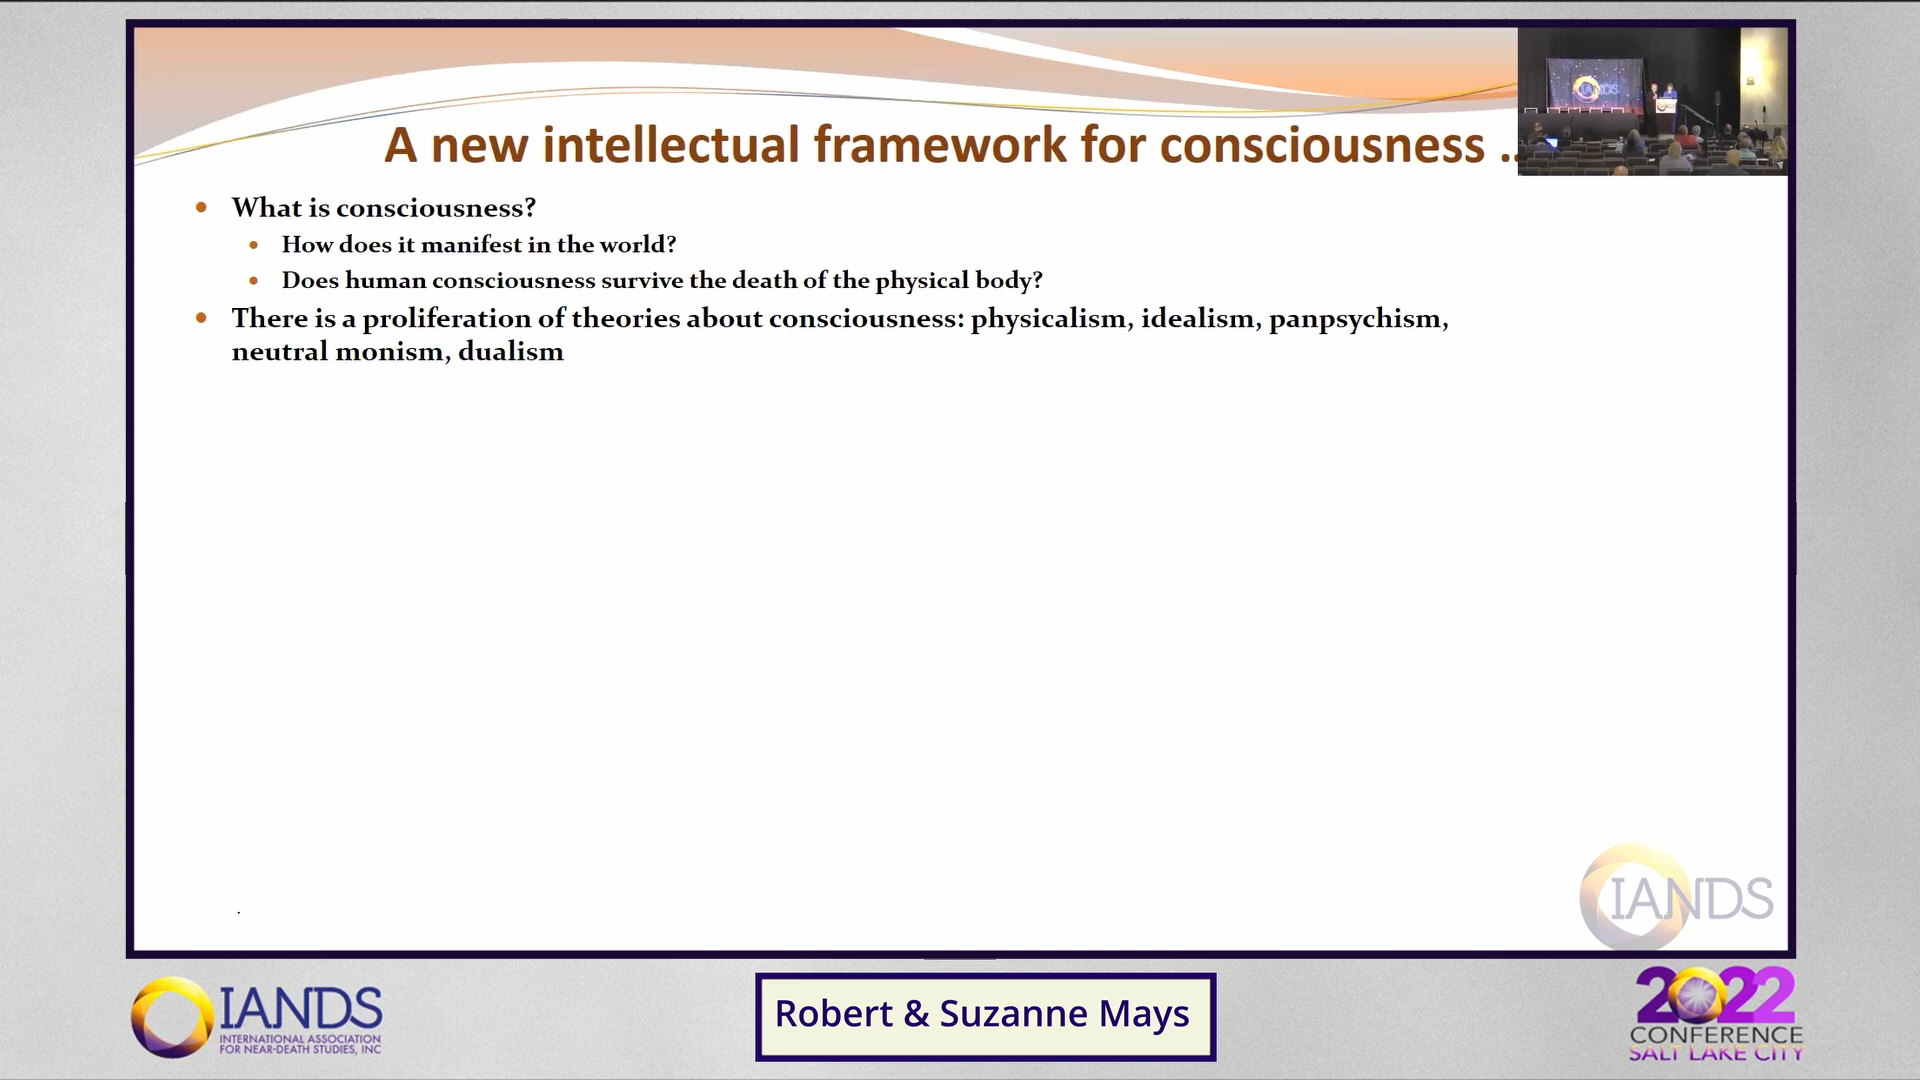 A new intellectual framework for consciousness ..
What is consciousness?
How does it manifest in the world?
Does human consciousness survive the death of the physical body?
There is a proliferation of theories about consciousness: physicalism, idealism, panpsychism,
neutral monism, dualism
IANDS
IANDS
IANDS
INTERNATIONAL ASSOCIATION
FOR NEAR-DEATH STUDIES, INC
Robert & Suzanne Mays
2022
CONFERENCE
SALT LAKE CITY